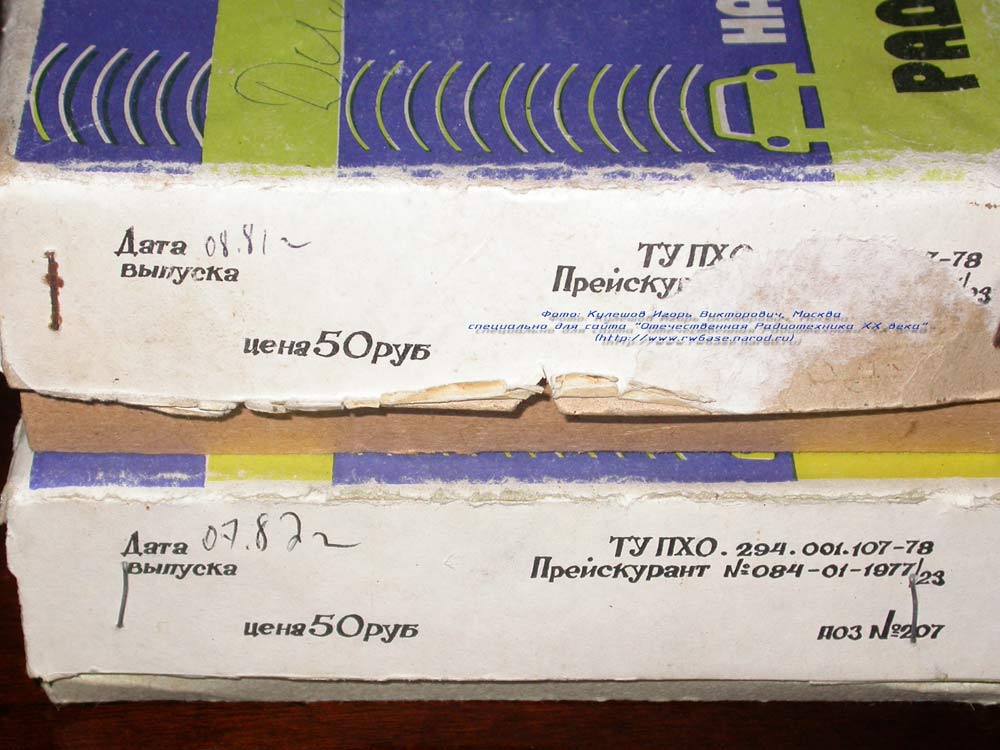 НА
РАД
Дата 08.81г
выпуска
ТУ ПХО 7-78
Прейскур /23
цена 50 руб
Фото: Кулешов Игорь Викторович, Москва
специально для сайта "Отечественная Радиотехника XX века"
(http://www.rw6ase.narod.ru)
Дата 07.82г
выпуска
ТУ ПХО. 294. 001. 107-78
Прейскурант №084-01-1977/23
цена 50 руб
поз №207